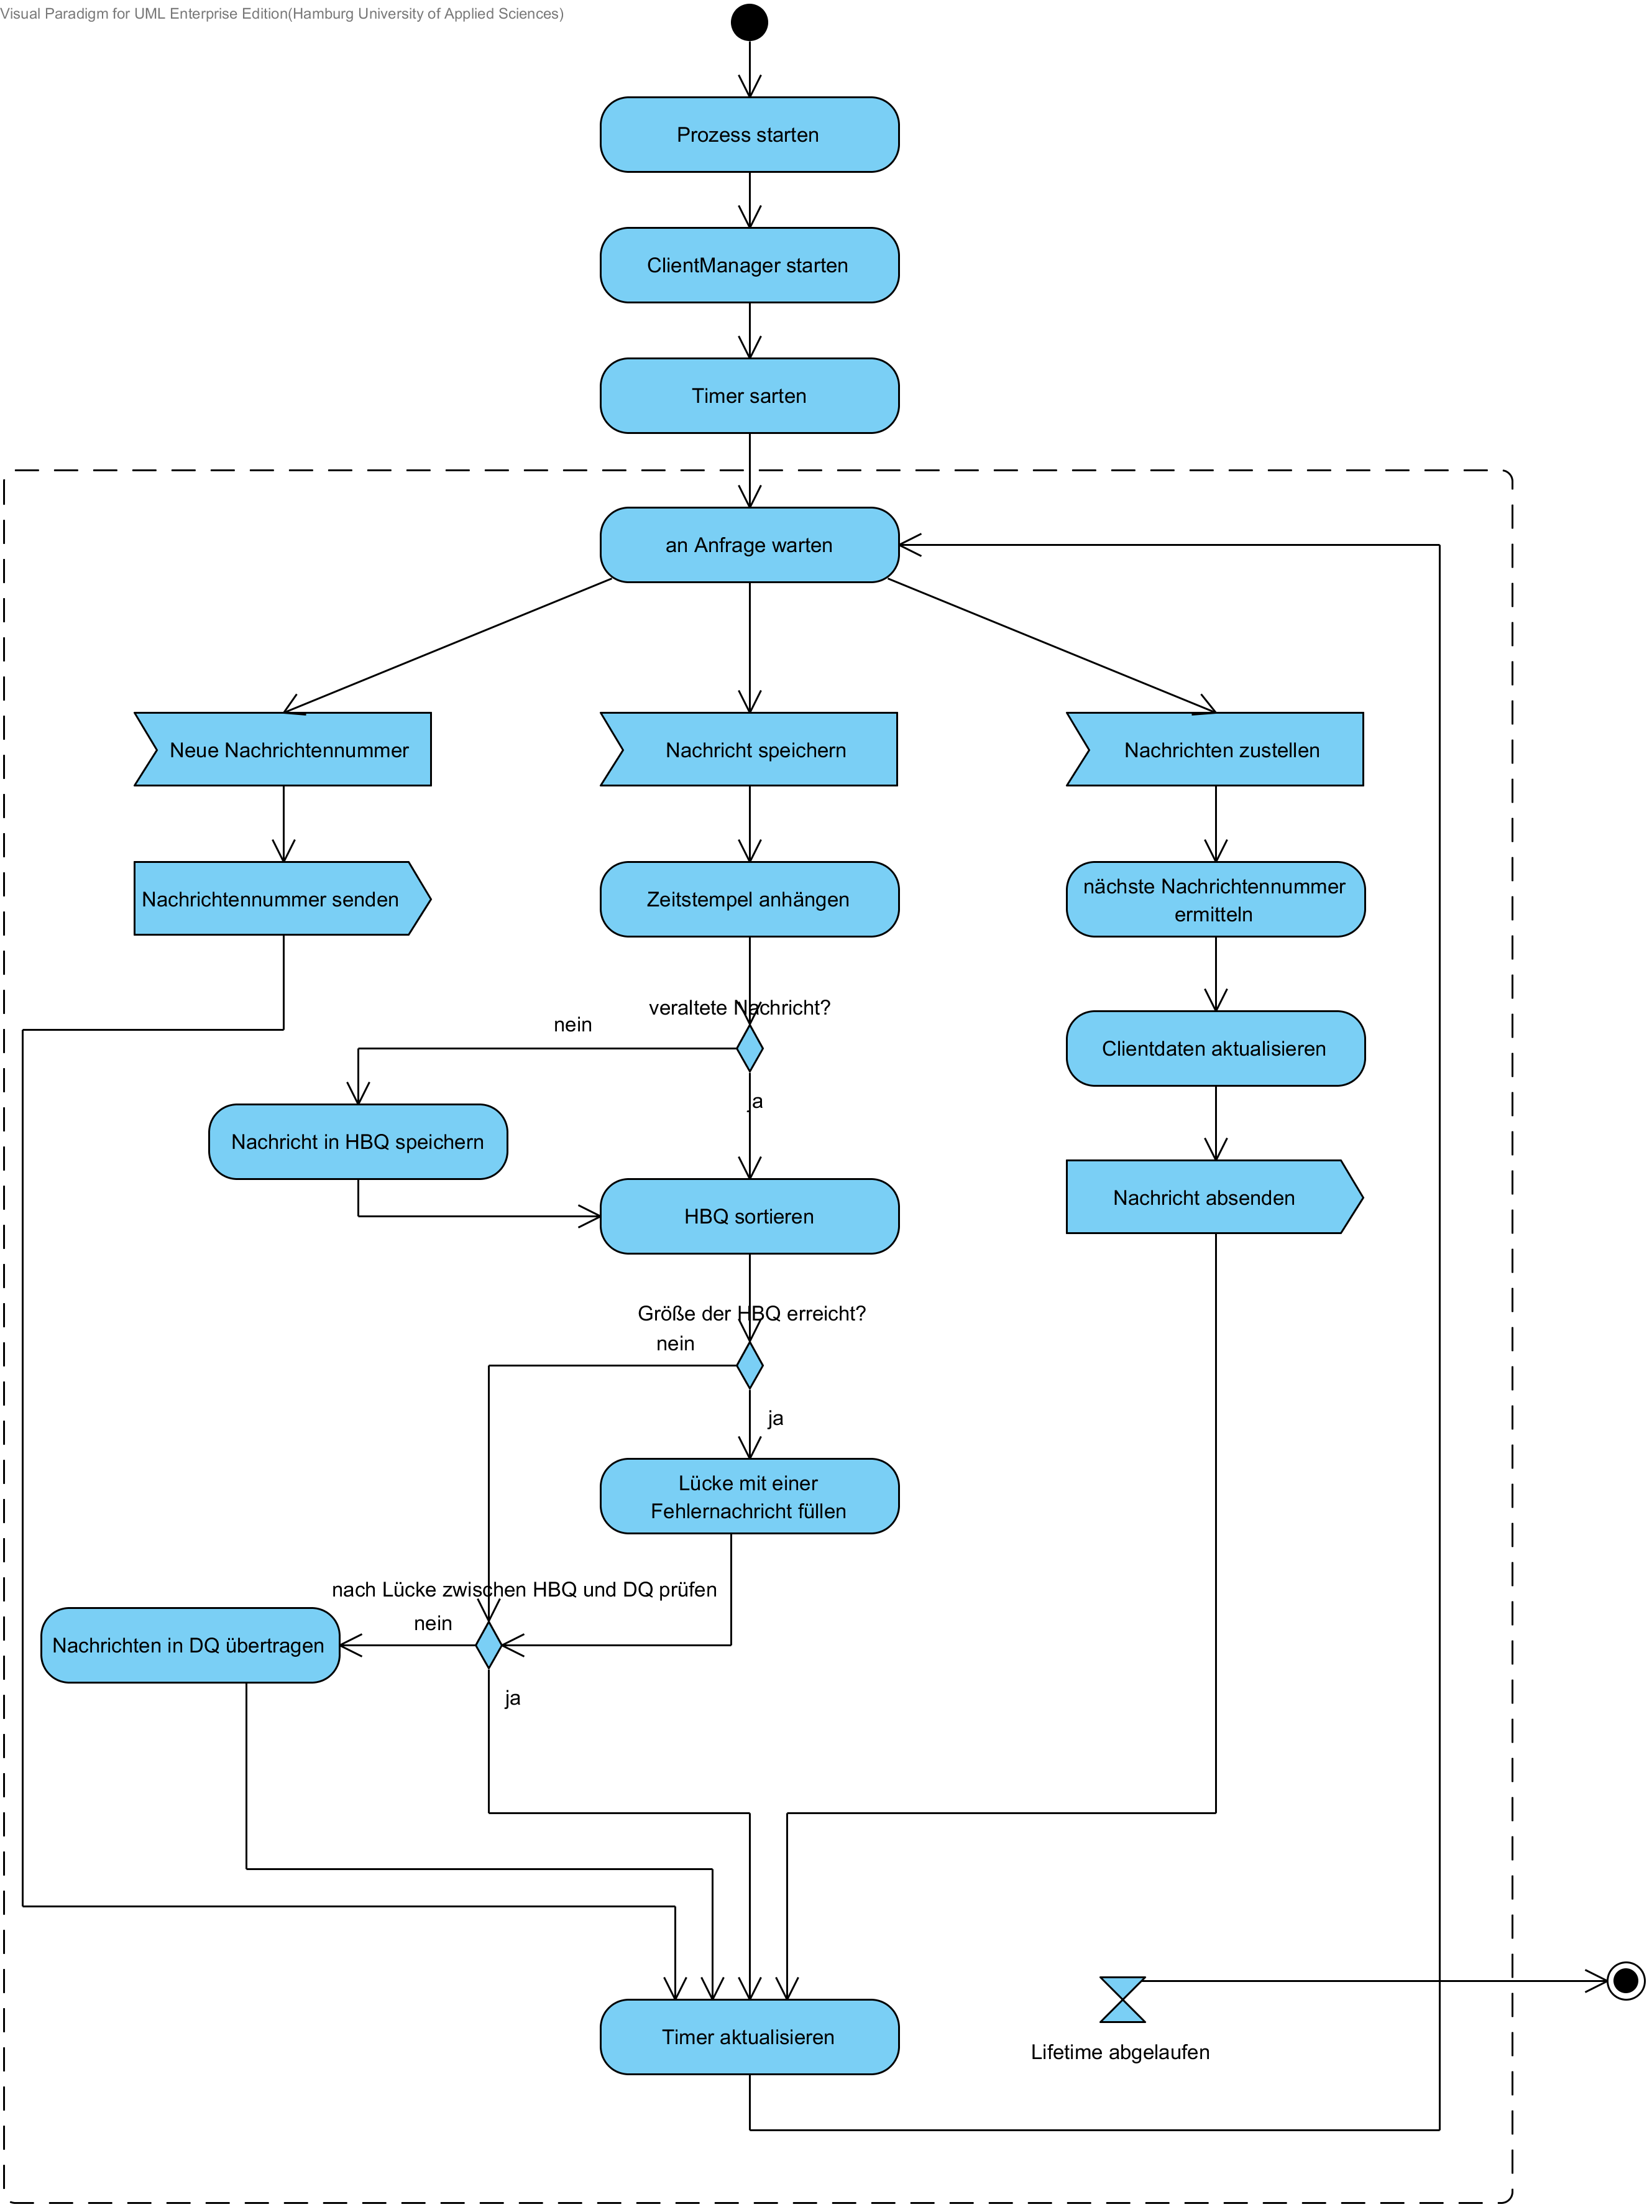 Visual Paradigm for UML Enterprise Edition(Hamburg University of Applied Sciences)
Prozess starten
ClientManager starten
Timer sarten
an Anfrage warten
Neue Nachrichtennummer
Nachricht speichern
Nachrichten zustellen
Nachrichtennummer senden
Zeitstempel anhängen
nächste Nachrichtennummer
ermitteln
veraltete Nachricht?
nein
Clientdaten aktualisieren
ja
Nachricht in HBQ speichern
Nachricht absenden
HBQ sortieren
Größe der HBQ erreicht?
nein
ja
Lücke mit einer
Fehlernachricht füllen
nach Lücke zwischen HBQ und DQ prüfen
nein
Nachrichten in DQ übertragen
ja
Timer aktualisieren
Lifetime abgelaufen